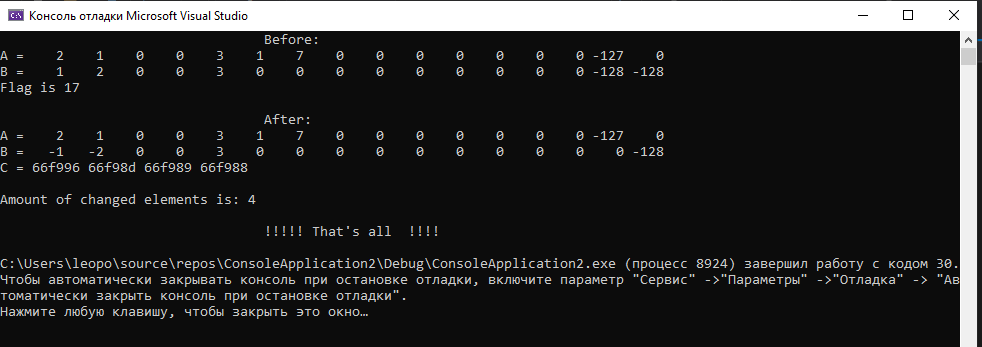 Консоль отладки Microsoft Visual Studio
Before:
A = 2 1 0 0 3 1 7 0 0 0 0 0 0 0 -127 0
B = 1 2 0 0 3 0 0 0 0 0 0 0 0 0 -128 -128
Flag is 17
After:
A = 2 1 0 0 3 1 7 0 0 0 0 0 0 0 -127 0
B = -1 -2 0 0 3 0 0 0 0 0 0 0 0 0 0 -128
C = 66f996 66f98d 66f989 66f988
Amount of changed elements is: 4
!!!!! That's all !!!!
C:\Users\leopo\source\repos\ConsoleApplication2\Debug\ConsoleApplication2.exe (процесс 8924) завершил работу с кодом 30.
Чтобы автоматически закрывать консоль при остановке отладки, включите параметр "Сервис" ->"Параметры" ->"Отладка" -> "Ав
томатически закрыть консоль при остановке отладки".
Нажмите любую клавишу, чтобы закрыть это окно…